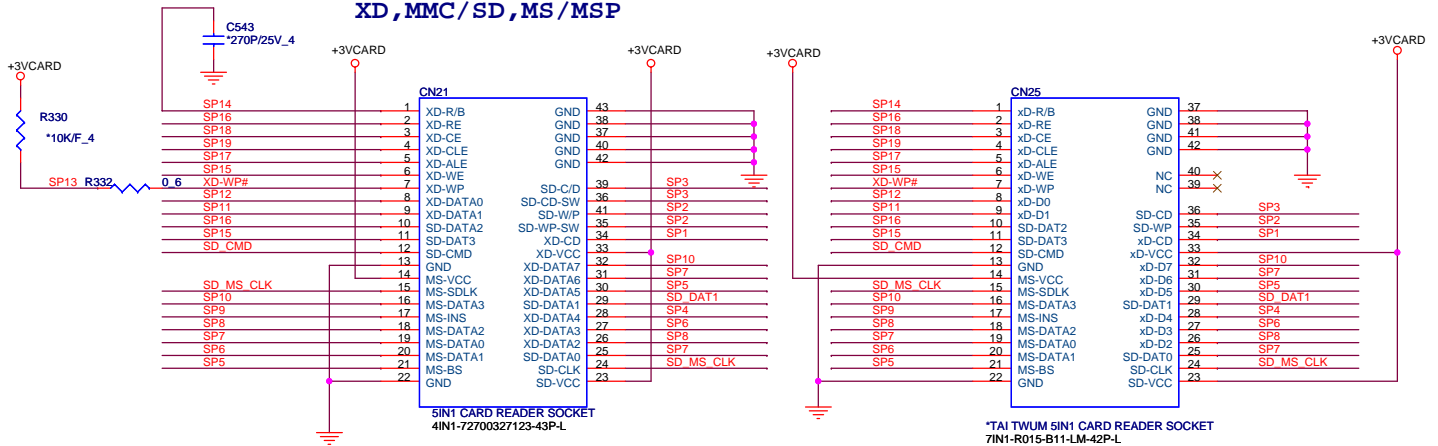 XD,MMC/SD,MS/MSP
C543
*270P/25V_4
+3VCARD
R330
*10K/F_4
SP13 R332 0_6
+3VCARD
+3VCARD
CN21
SP14 1 XD-R/B GND 43
SP16 2 XD-RE GND 38
SP18 3 XD-CE GND 37
SP19 4 XD-CLE GND 40
SP17 5 XD-ALE GND 42
SP15 6 XD-WE
XD-WP# 7 XD-WP SD-C/D 39 SP3
SP12 8 XD-DATA0 SD-CD-SW 36 SP3
SP11 9 XD-DATA1 SD-W/P 41 SP2
SP16 10 SD-DATA2 SD-WP-SW 35 SP2
SP15 11 SD-DAT3 XD-CD 34 SP1
SD_CMD 12 SD-CMD XD-VCC 33
13 GND XD-DATA7 32 SP10
14 MS-VCC XD-DATA6 31 SP7
SD_MS_CLK 15 MS-SDLK XD-DATA5 30 SP5
SP10 16 MS-DATA3 SD-DATA1 29 SD_DAT1
SP9 17 MS-INS XD-DATA4 28 SP4
SP8 18 MS-DATA2 XD-DATA3 27 SP6
SP7 19 MS-DATA0 XD-DATA2 26 SP8
SP6 20 MS-DATA1 SD-DATA0 25 SP7
SP5 21 MS-BS SD-CLK 24 SD_MS_CLK
22 GND SD-VCC 23
5IN1 CARD READER SOCKET
4IN1-72700327123-43P-L
+3VCARD
+3VCARD
CN25
SP14 1 xD-R/B GND 37
SP16 2 xD-RE GND 38
SP18 3 xD-CE GND 41
SP19 4 xD-CLE GND 42
SP17 5 xD-ALE
SP15 6 xD-WE NC 40
XD-WP# 7 xD-WP NC 39
SP12 8 xD-D0
SP11 9 xD-D1 SD-CD 36 SP3
SP16 10 SD-DAT2 SD-WP 35 SP2
SP15 11 SD-DAT3 xD-CD 34 SP1
SD_CMD 12 SD-CMD xD-VCC 33
13 GND xD-D7 32 SP10
14 MS-VCC xD-D6 31 SP7
SD_MS_CLK 15 MS-SDLK xD-D5 30 SP5
SP10 16 MS-DATA3 SD-DAT1 29 SD_DAT1
SP9 17 MS-INS xD-D4 28 SP4
SP8 18 MS-DATA2 xD-D3 27 SP6
SP7 19 MS-DATA0 xD-D2 26 SP8
SP6 20 MS-DATA1 SD-DAT0 25 SP7
SP5 21 MS-BS SD-CLK 24 SD_MS_CLK
22 GND SD-VCC 23
*TAI TWUM 5IN1 CARD READER SOCKET
7IN1-R015-B11-LM-42P-L